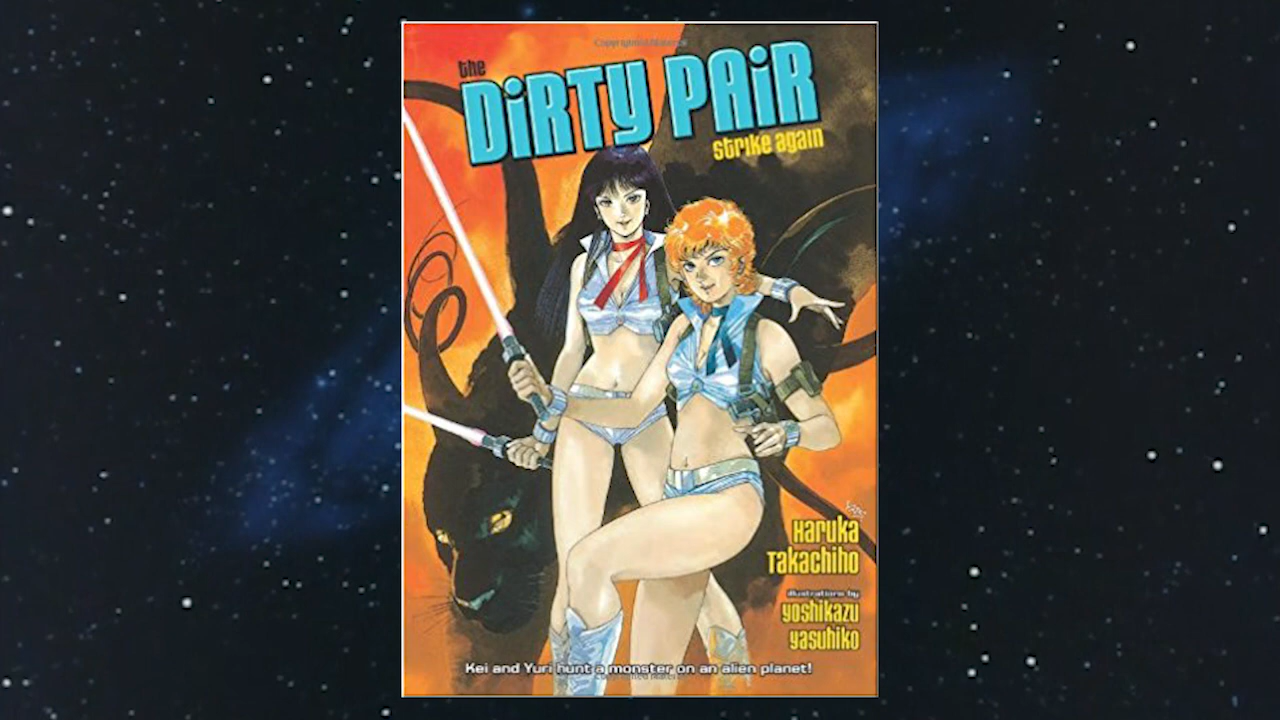 the
DiRTY PAiR
strike again
Haruka
Takachiho
illustrations by
yoshikazu
yasuhiko
Kei and Yuri hunt a monster on an alien planet!